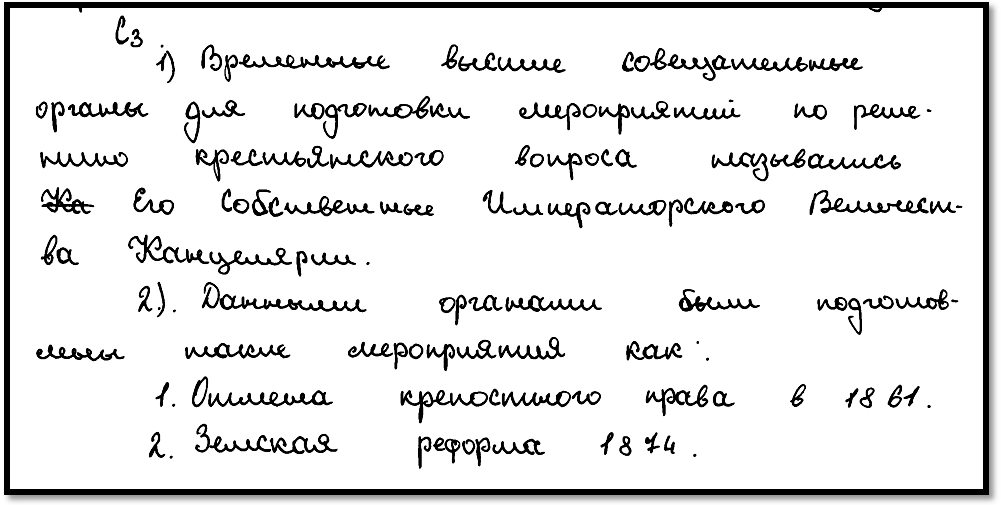 С3
1) Временные высшие совещательные
органы для подготовки мероприятий по реше-
нию крестьянского вопроса назывались
Ка Его Собственные Императорского Величест-
ва Канцелярии.
2). Данными органами были подготов-
лены такие мероприятия как:
1. Отмена крепостного права в 1861.
2. Земская реформа 1874.